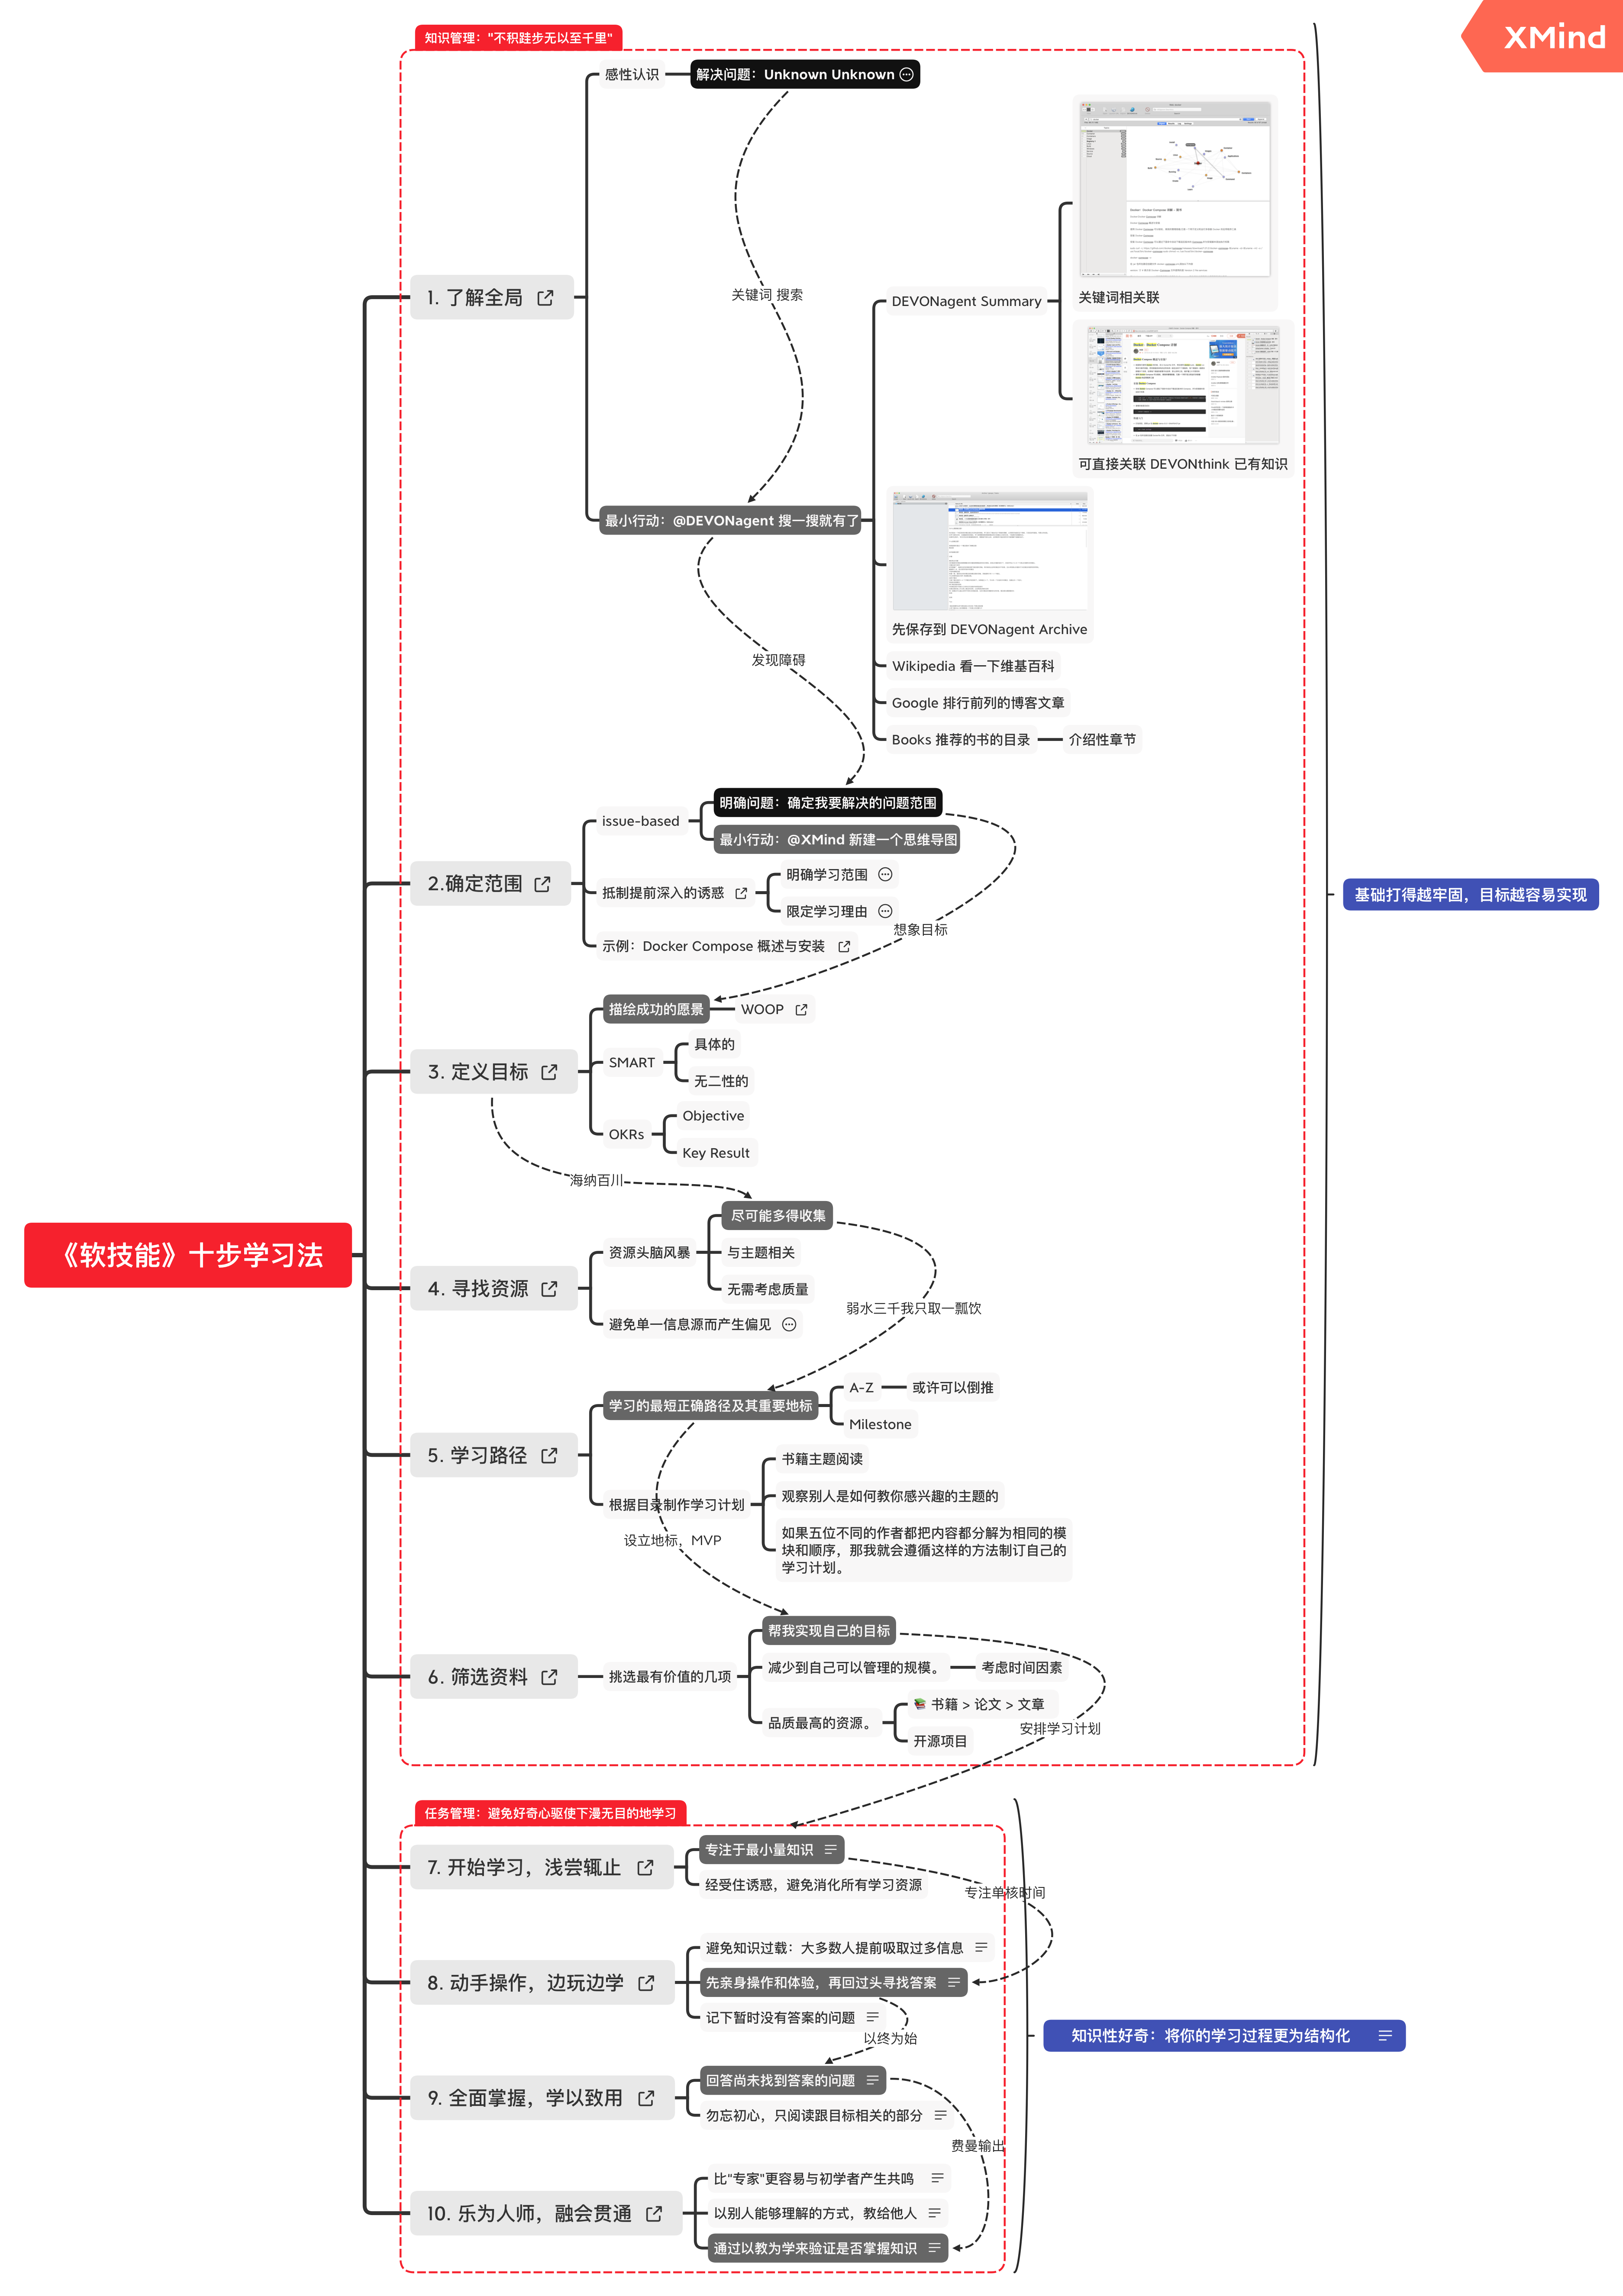 XMind
知识管理："不积跬步无以至千里"
感性认识
解决问题：Unknown Unknown
关键词 搜索
1. 了解全局
DEVONagent Summary
关键词相关联
可直接关联 DEVONthink 已有知识
最小行动：@DEVONagent 搜一搜就有了
先保存到 DEVONagent Archive
发现障碍
Wikipedia 看一下维基百科
Google 排行前列的博客文章
Books 推荐的书的目录
介绍性章节
明确问题：确定我要解决的问题范围
issue-based
最小行动：@XMind 新建一个思维导图
2.确定范围
明确学习范围
抵制提前深入的诱惑
限定学习理由
想象目标
示例：Docker Compose 概述与安装
基础打得越牢固，目标越容易实现
描绘成功的愿景
WOOP
具体的
SMART
3. 定义目标
无二性的
Objective
OKRs
Key Result
海纳百川
尽可能多得收集
《软技能》十步学习法
资源头脑风暴
与主题相关
4. 寻找资源
无需考虑质量
弱水三千我只取一瓢饮
避免单一信息源而产生偏见
A-Z
或许可以倒推
学习的最短正确路径及其重要地标
Milestone
5. 学习路径
书籍主题阅读
观察别人是如何教你感兴趣的主题的
根据目录制作学习计划
设立地标，MVP
如果五位不同的作者都把内容都分解为相同的模
块和顺序，那我就会遵循这样的方法制订自己的
学习计划。
帮我实现自己的目标
减少到自己可以管理的规模。
考虑时间因素
6. 筛选资料
挑选最有价值的几项
书籍 > 论文 > 文章
品质最高的资源。
安排学习计划
开源项目
任务管理：避免好奇心驱使下漫无目的地学习
专注于最小量知识
7. 开始学习，浅尝辄止
经受住诱惑，避免消化所有学习资源
专注单核时间
避免知识过载：大多数人提前吸取过多信息
8. 动手操作，边玩边学
先亲身操作和体验，再回过头寻找答案
记下暂时没有答案的问题
以终为始
知识性好奇：将你的学习过程更为结构化
回答尚未找到答案的问题
9. 全面掌握，学以致用
勿忘初心，只阅读跟目标相关的部分
费曼输出
比"专家"更容易与初学者产生共鸣
10. 乐为人师，融会贯通
以别人能够理解的方式，教给他人
通过以教为学来验证是否掌握知识